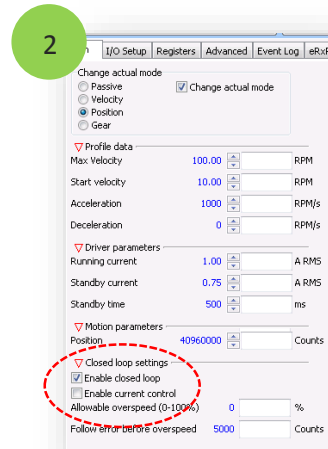 2
n I/O Setup Registers Advanced Event Log eRxP
Change actual mode
Passive
Change actual mode
Velocity
Position
Gear
Profile data
Max Velocity 100.00 RPM
Start velocity 10.00 RPM
Acceleration 1000 RPM/s
Deceleration 0 RPM/s
Driver parameters
Running current 1.00 A RMS
Standby current 0.75 A RMS
Standby time 500 ms
Motion parameters
Position 40960000 Counts
Closed loop settings
Enable closed loop
Enable current control
Allowable overspeed (0-100%) 0 %
Follow error before overspeed 5000 Counts